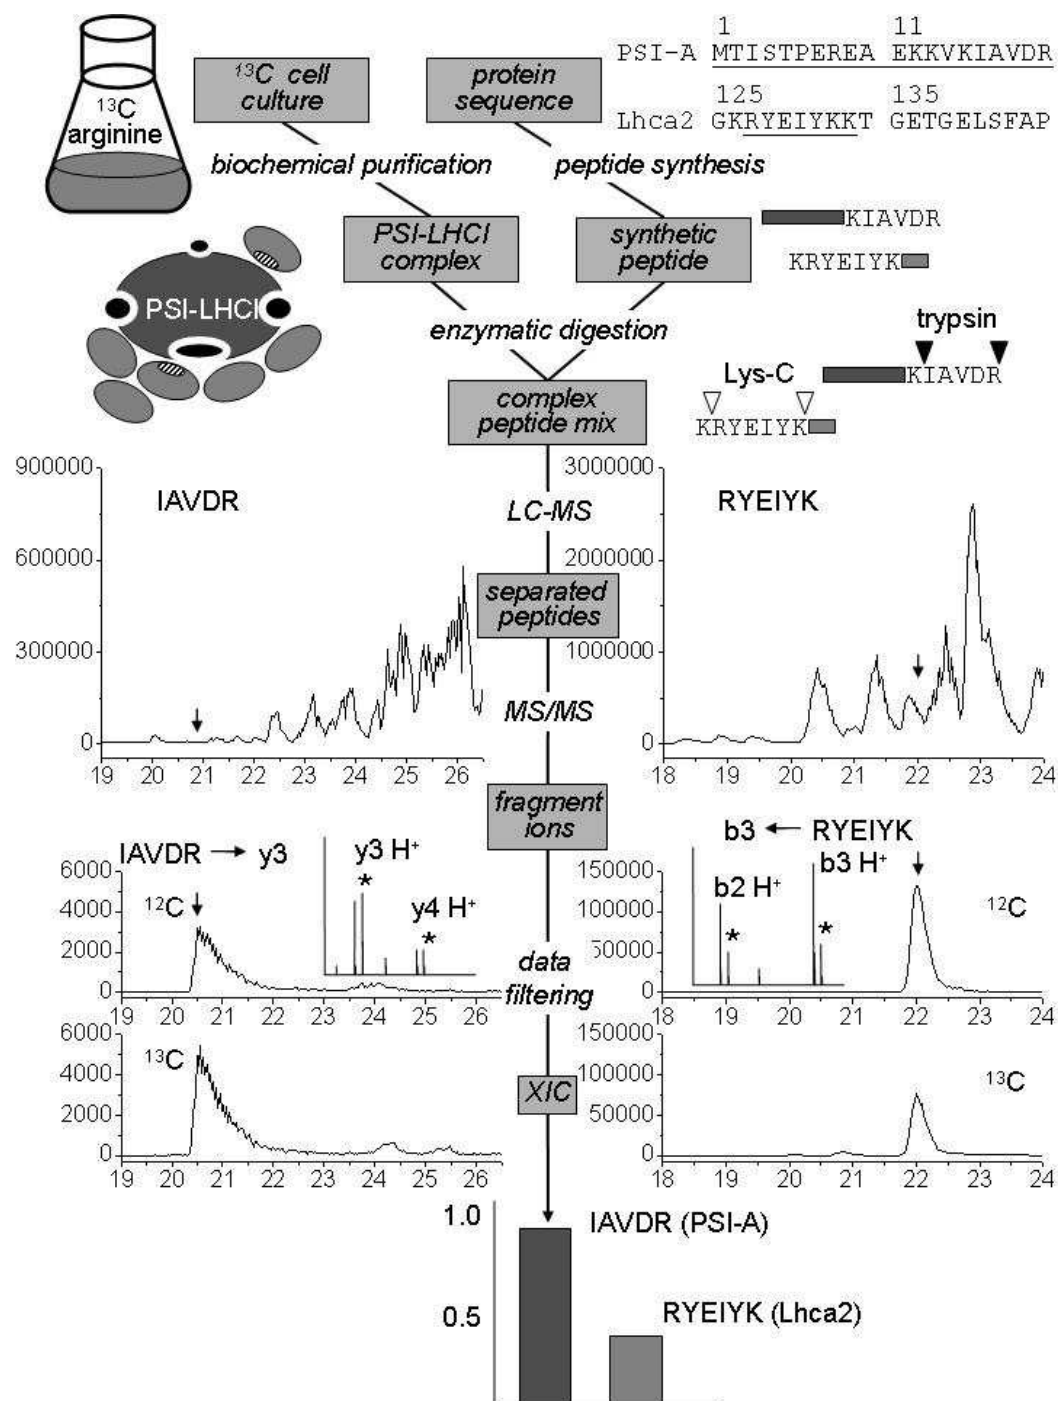 1 11
PSI-A MTISTPEREA EKKVKIAVDR
125 135
Lhca2 GKRYEIYKKT GETGELSFAP
13C
arginine
13C cell
culture
protein
sequence
biochemical purification
peptide synthesis
PSI-LHCI
complex
synthetic
peptide
KIAVDR
KRYEIYK
PSI-LHCI
enzymatic digestion
trypsin
KIAVDR
Lys-C
KRYEIYK
complex
peptide mix
900000
600000
300000
0
19 20 21 22 23 24 25 26
IAVDR
LC-MS
separated
peptides
MS/MS
3000000
2000000
1000000
0
18 19 20 21 22 23 24
RYEIYK
fragment
ions
IAVDR → y3
y3 H+
*
y4 H+
*
6000
4000
2000
0
12C
19 20 21 22 23 24 25 26
b3 ← RYEIYK
b2 H+
*
b3 H+
*
150000
100000
50000
0
12C
18 19 20 21 22 23 24
data
filtering
6000
4000
2000
0
13C
19 20 21 22 23 24 25 26
XIC
150000
100000
50000
0
13C
18 19 20 21 22 23 24
1.0
0.5
IAVDR (PSI-A)
RYEIYK (Lhca2)